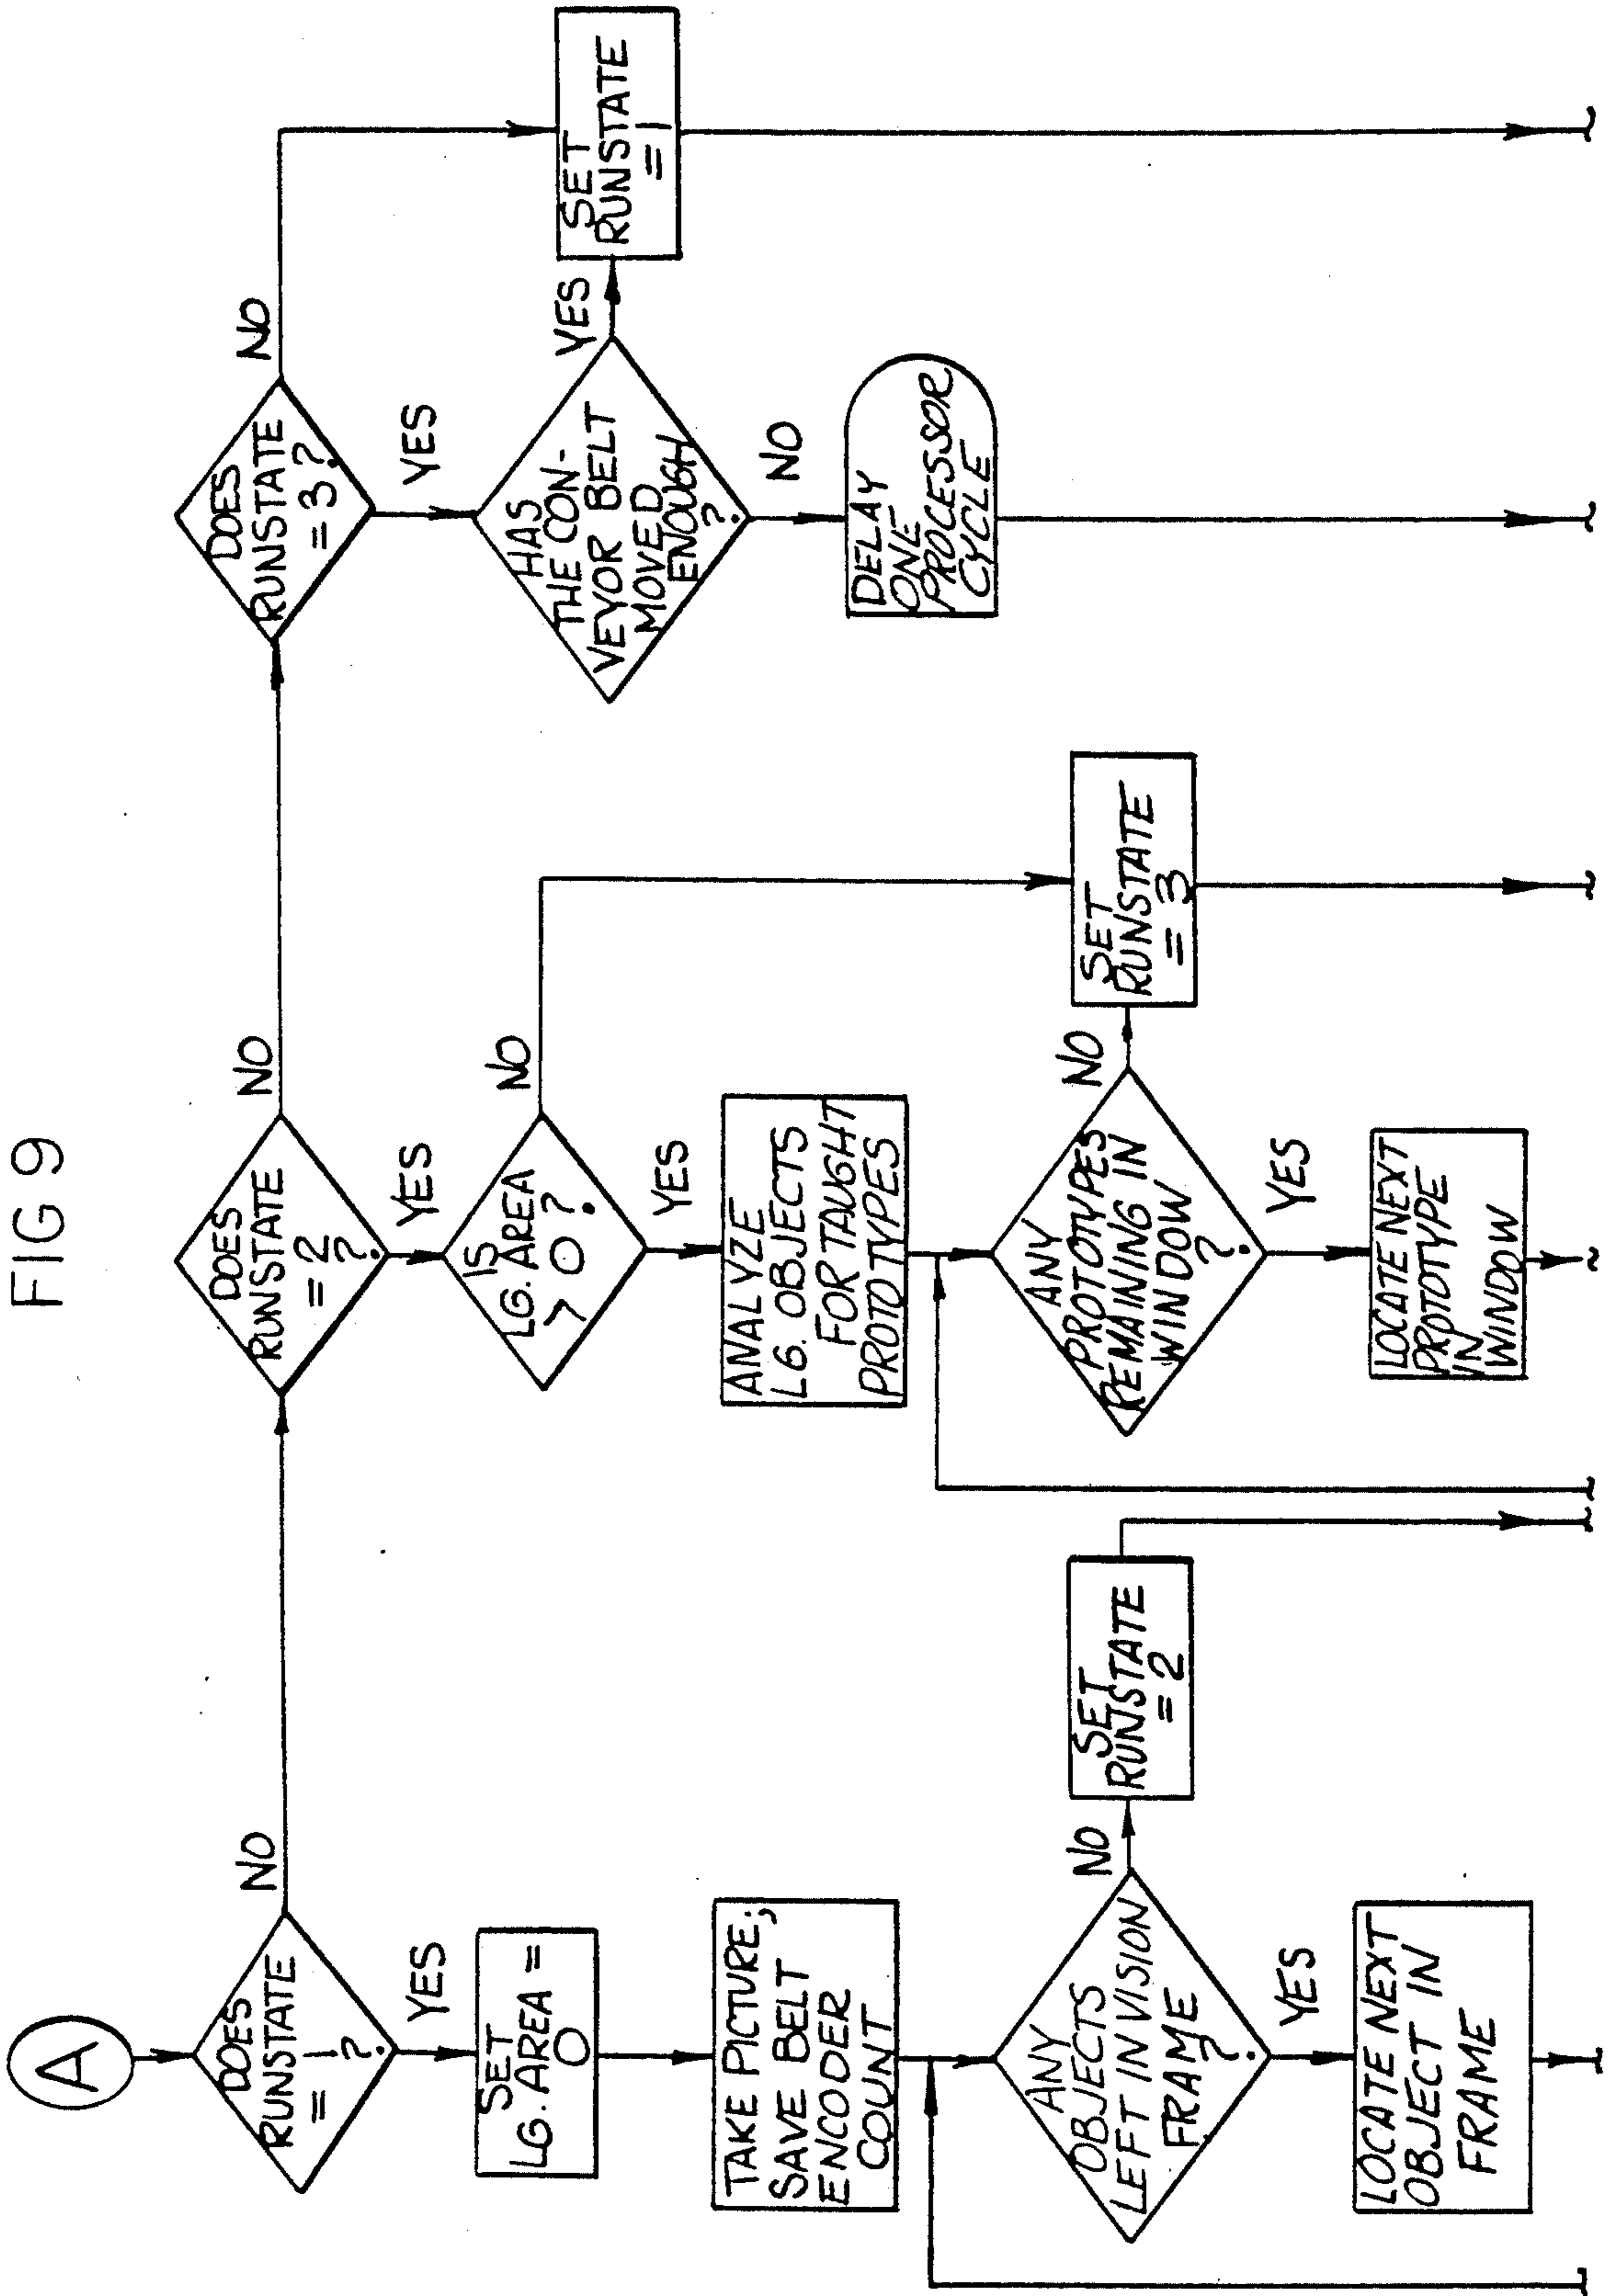 FIG 9
A
DOES
RUNSTATE
= 1
?
NO
YES
SET
LG. AREA =
0
TAKE PICTURE;
SAVE BELT
ENCODER
COUNT
ANY
OBJECTS
LEFT IN VISION
FRAME
?
NO
SET
RUNSTATE
= 2
YES
LOCATE NEXT
OBJECT IN
FRAME
DOES
RUNSTATE
= 2
?
NO
YES
IS
LG. AREA
> 0 ?
NO
YES
ANALYZE
LG. OBJECTS
FOR TAUGHT
PROTOTYPES
ANY
PROTOTYPES
REMAINING IN
WINDOW
?
NO
SET
RUNSTATE
= 3
YES
LOCATE NEXT
PROTOTYPE
IN
WINDOW
DOES
RUNSTATE
= 3 ?
NO
YES
HAS
THE CON-
VEYOR BELT
MOVED
ENOUGH
?
YES
SET
RUNSTATE
= 1
NO
DELAY
ONE
PROCESSOR
CYCLE